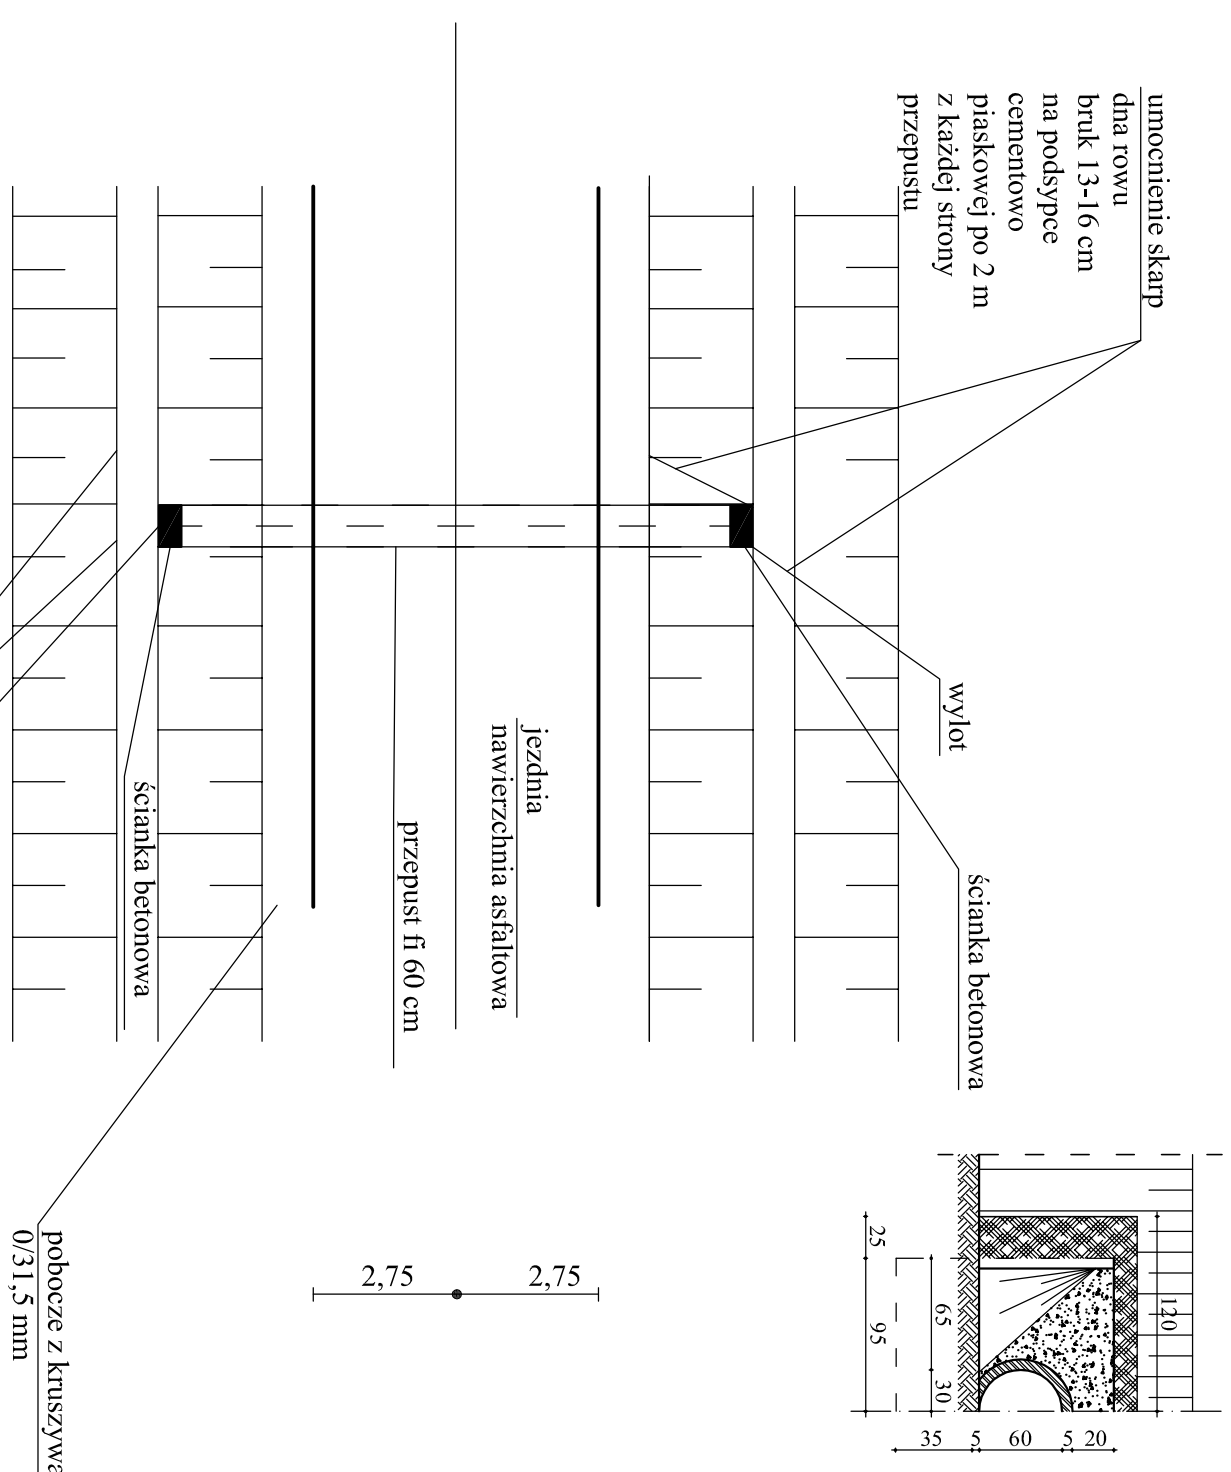 umocnienie skarp
dna rowu
bruk 13-16 cm
na podsypce
cementowo
piaskowej po 2 m
z każdej strony
przepustu
wylot
ścianka betonowa
jezdnia
nawierzchnia asfaltowa
przepust fi 60 cm
ścianka betonowa
pobocze z kruszywa
0/31,5 mm
2,75
2,75
120
25
95
65
30
35
5
60
5
20